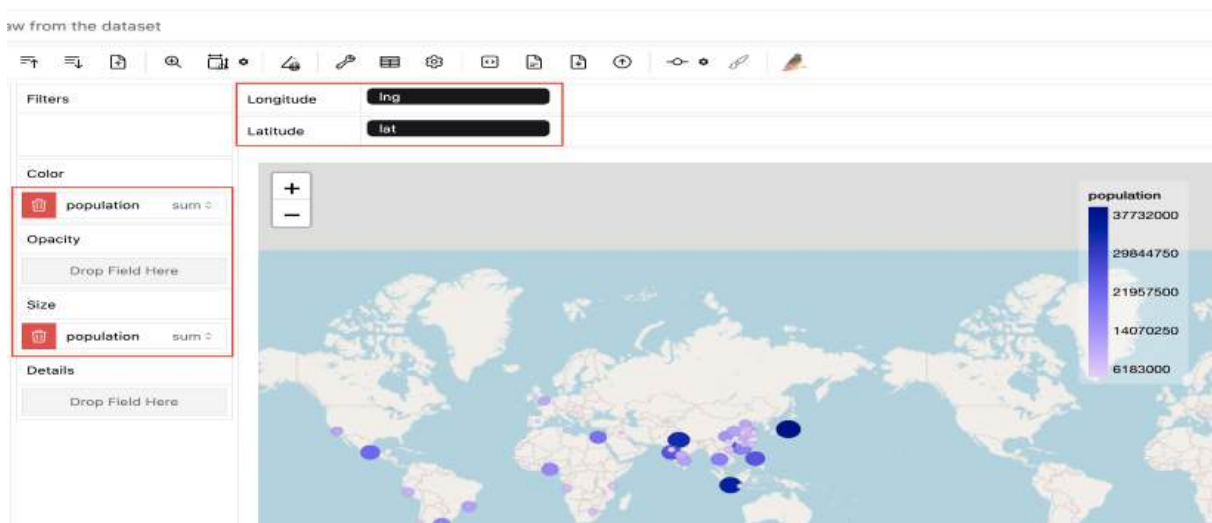 aw from the dataset
Filters
Longitude
lng
Latitude
lat
Color
population
sum
Opacity
Drop Field Here
Size
population
sum
Details
Drop Field Here
+
−
population
37732000
29844750
21957500
14070250
6183000